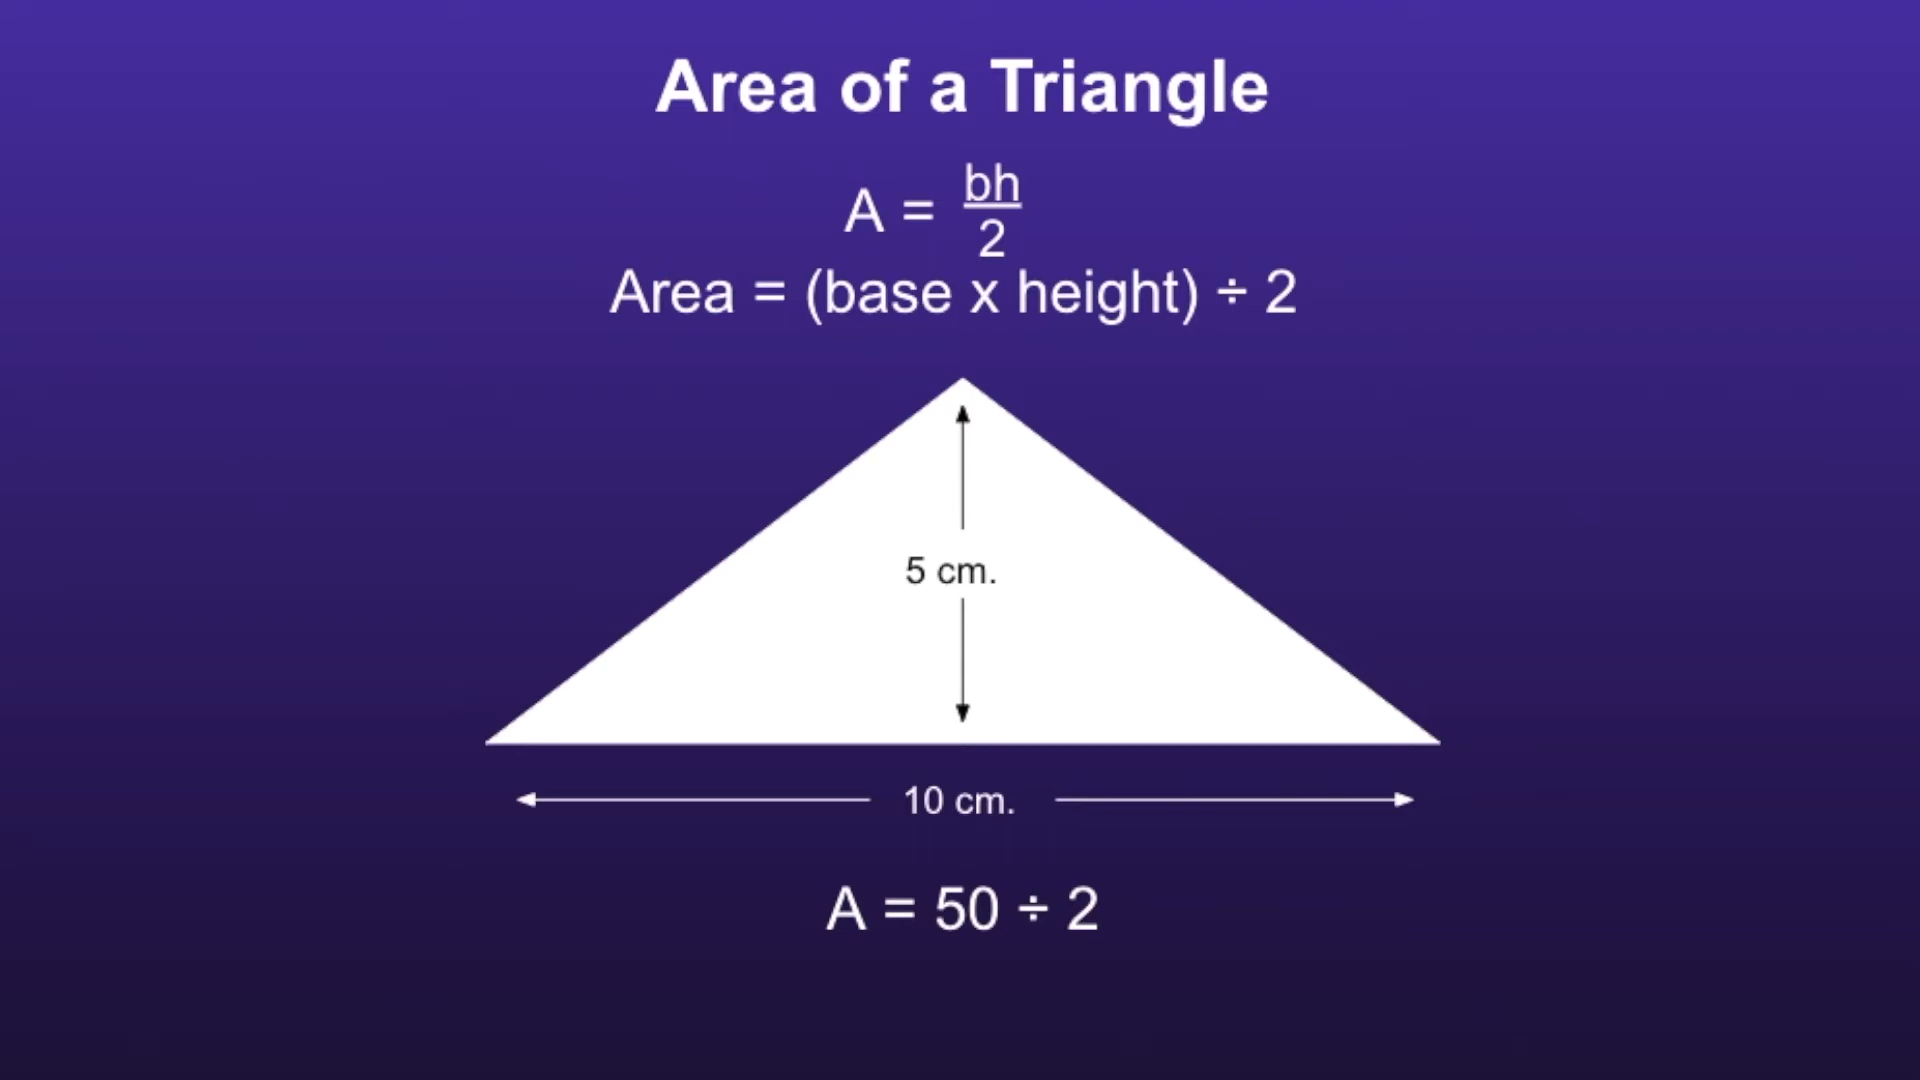 Area of a Triangle
A = bh/2
Area = (base x height) ÷ 2
5 cm.
10 cm.
A = 50 ÷ 2